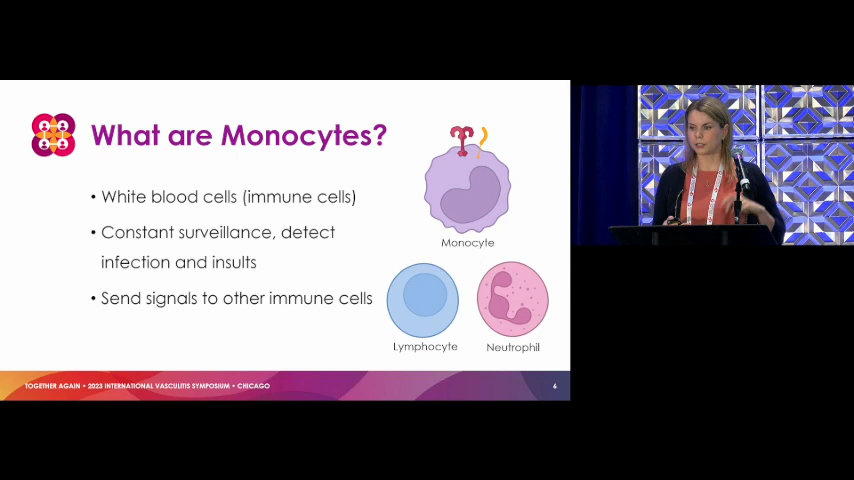 What are Monocytes?
• White blood cells (immune cells)
• Constant surveillance, detect
infection and insults
• Send signals to other immune cells
Monocyte
Lymphocyte
Neutrophil
TOGETHER AGAIN • 2023 INTERNATIONAL VASCULITIS SYMPOSIUM • CHICAGO
6